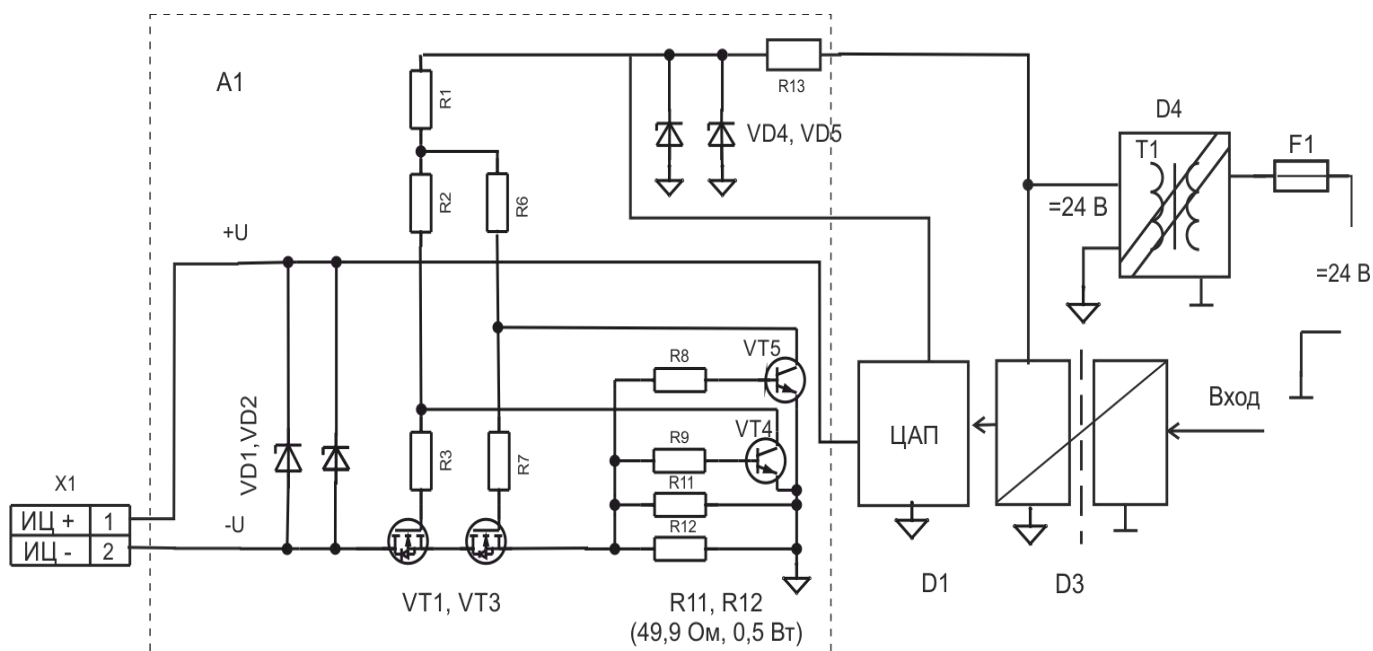 A1
R1
R13
D4
VD4, VD5
T1
F1
R2
R6
=24 В
+U
=24 В
R8
VT5
VD1,VD2
Вход
R9
VT4
ЦАП
R3
R7
X1
R11
-U
R12
ИЦ + 1
ИЦ - 2
D1
D3
VT1, VT3
R11, R12
(49,9 Ом, 0,5 Вт)